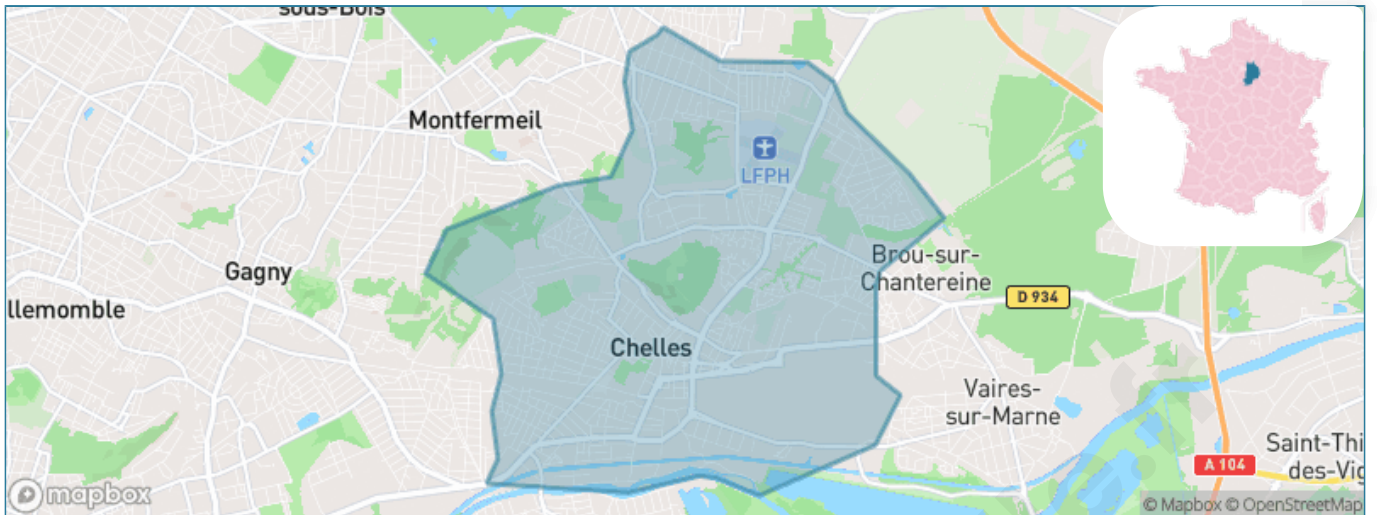 sous-Bois
Montfermeil
LFPH
Gagny
Brou-sur-
Chantereine
D 934
llemomble
Chelles
Vaires-
sur-Marne
Saint-Thi
des-Vig
A 104
mapbox
© Mapbox © OpenStreetMap